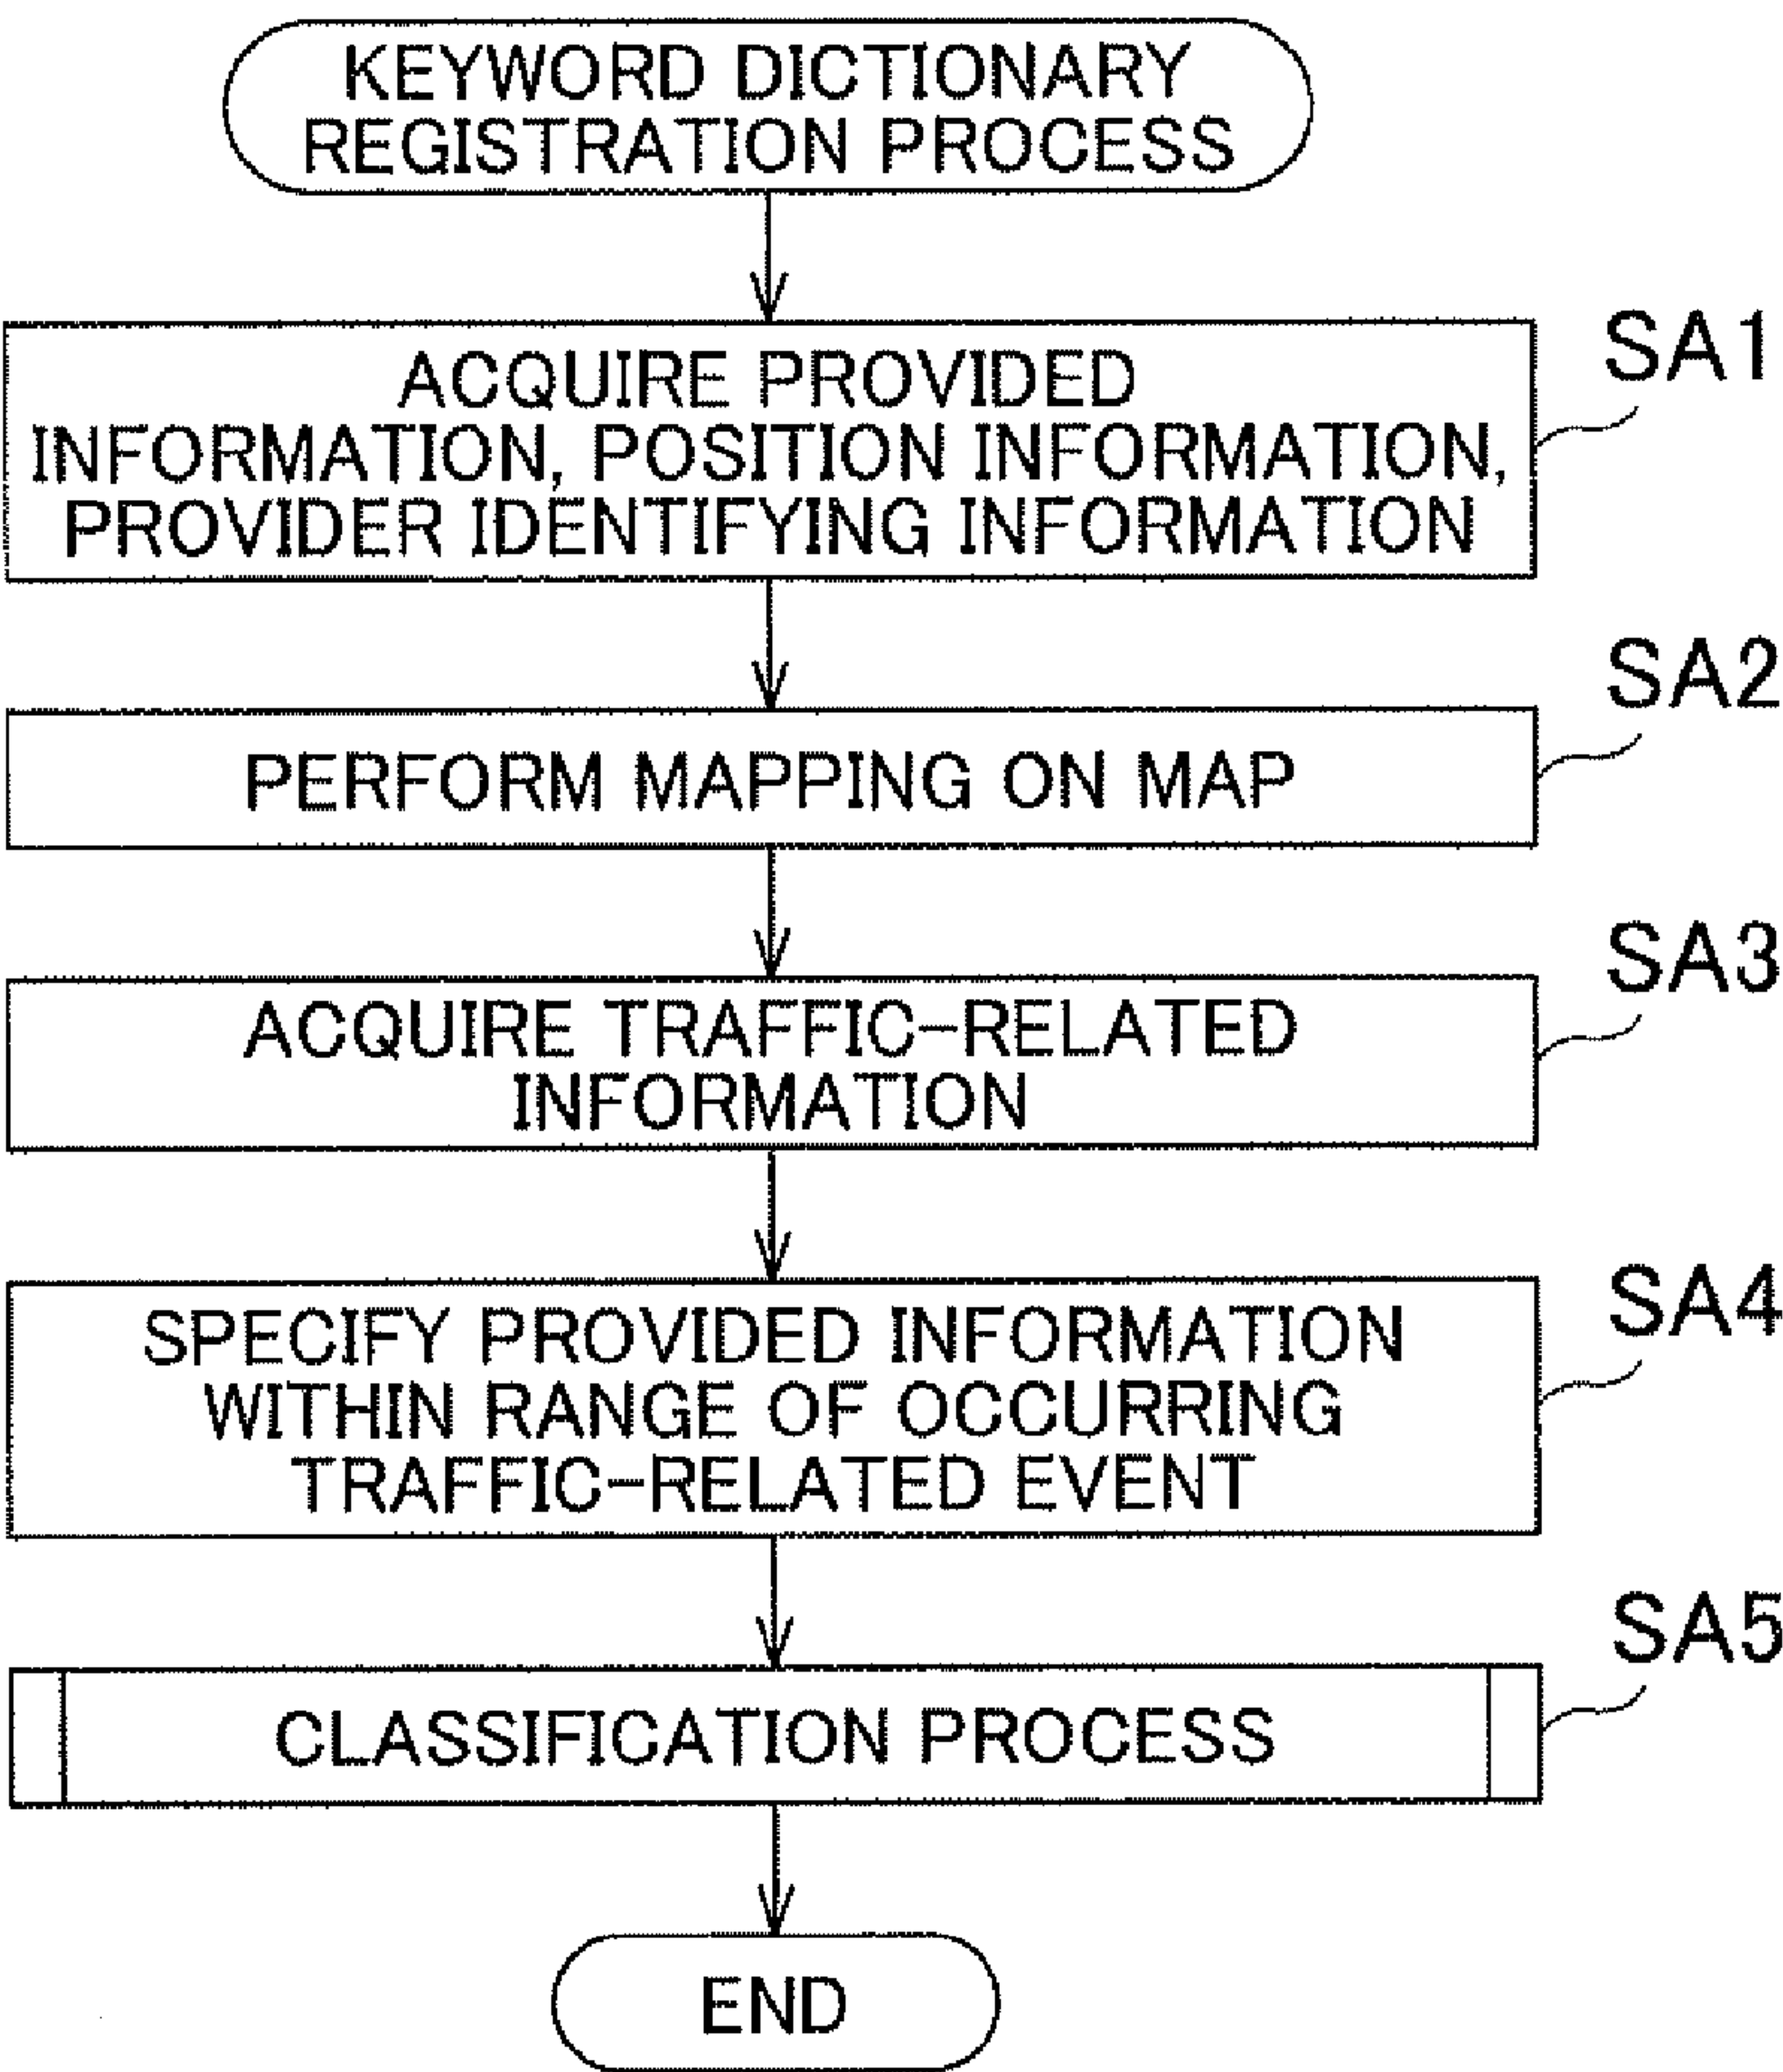 KEYWORD DICTIONARY
REGISTRATION PROCESS
SA1
ACQUIRE PROVIDED
INFORMATION, POSITION INFORMATION,
PROVIDER IDENTIFYING INFORMATION
SA2
PERFORM MAPPING ON MAP
SA3
ACQUIRE TRAFFIC-RELATED
INFORMATION
SA4
SPECIFY PROVIDED INFORMATION
WITHIN RANGE OF OCCURRING
TRAFFIC-RELATED EVENT
SA5
CLASSIFICATION PROCESS
END